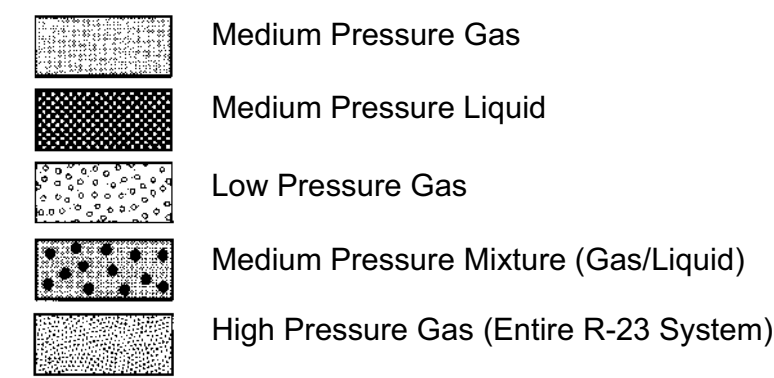 Medium Pressure Gas
Medium Pressure Liquid
Low Pressure Gas
Medium Pressure Mixture (Gas/Liquid)
High Pressure Gas (Entire R-23 System)